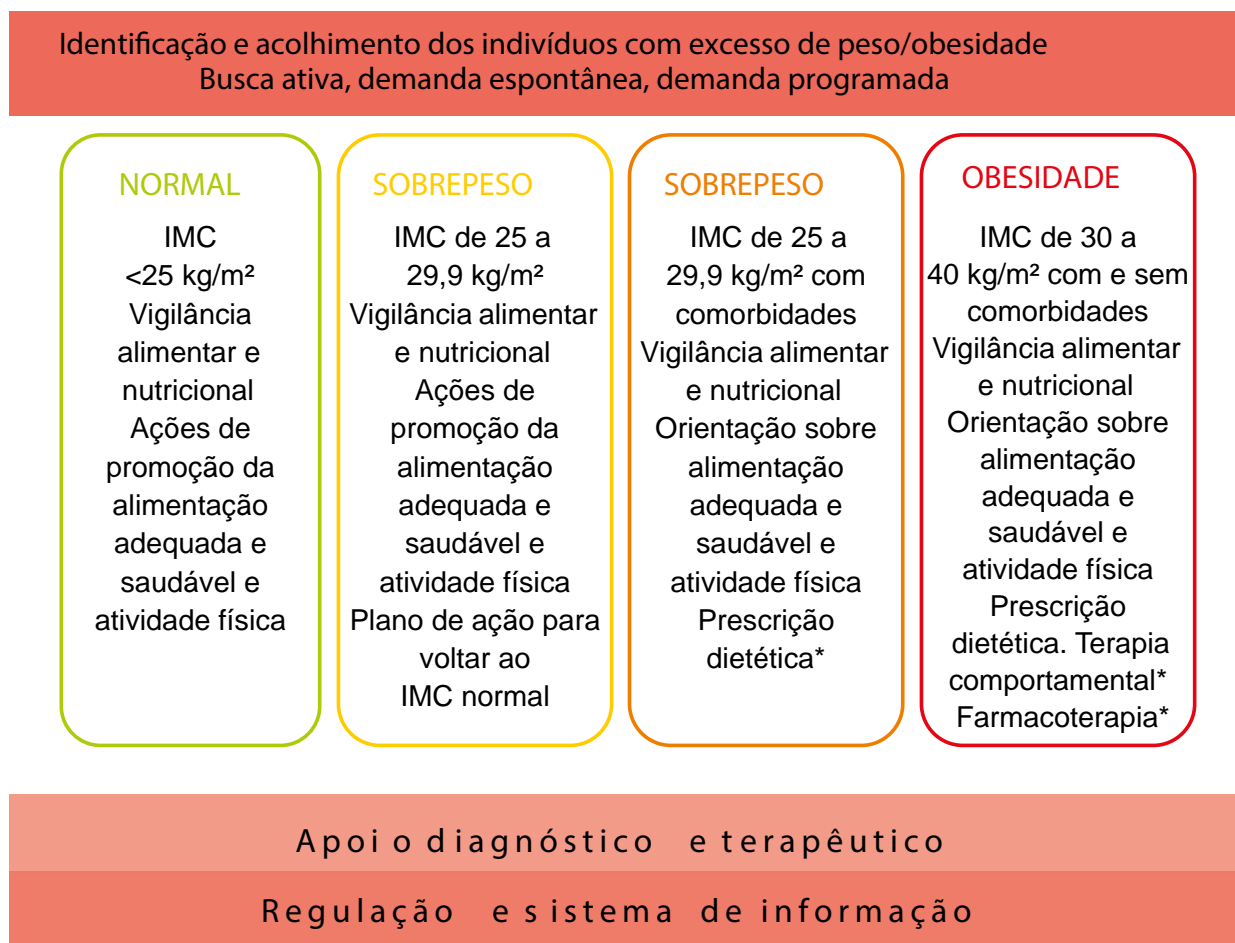 Identificação e acolhimento dos indivíduos com excesso de peso/obesidade
Busca ativa, demanda espontânea, demanda programada
NORMAL
IMC
<25 kg/m²
Vigilância
alimentar e
nutricional
Ações de
promoção da
alimentação
adequada e
saudável e
atividade física
SOBREPESO
IMC de 25 a
29,9 kg/m²
Vigilância alimentar
e nutricional
Ações de
promoção da
alimentação
adequada e
saudável e
atividade física
Plano de ação para
voltar ao
IMC normal
SOBREPESO
IMC de 25 a
29,9 kg/m² com
comorbidades
Vigilância alimentar
e nutricional
Orientação sobre
alimentação
adequada e
saudável e
atividade física
Prescrição
dietética*
OBESIDADE
IMC de 30 a
40 kg/m² com e sem
comorbidades
Vigilância alimentar
e nutricional
Orientação sobre
alimentação
adequada e
saudável e
atividade física
Prescrição
dietética. Terapia
comportamental*
Farmacoterapia*
Apoio diagnóstico e terapêutico
Regulação e sistema de informação